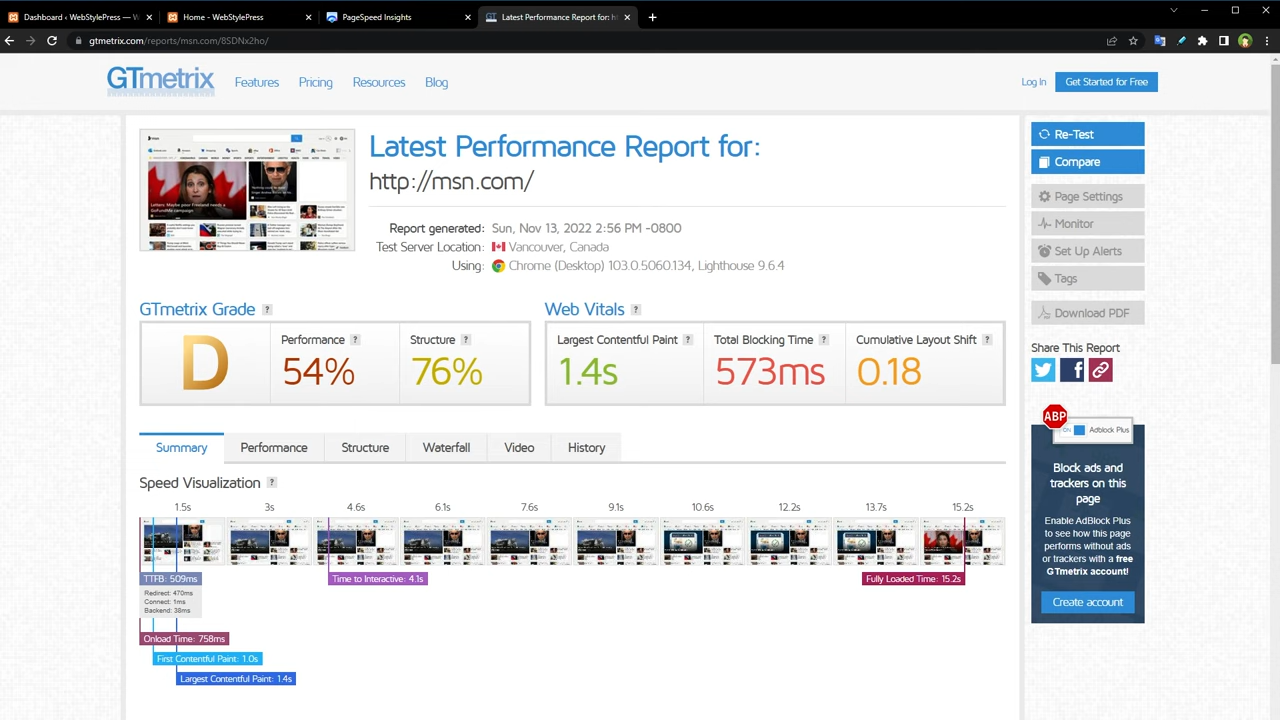 Dashboard ‹ WebStylePress — W
Home - WebStylePress
PageSpeed Insights
Latest Performance Report for: h
gtmetrix.com/reports/msn.com/8SDNx2ho/
GTmetrix
Features
Pricing
Resources
Blog
Log In
Get Started for Free
Latest Performance Report for:
http://msn.com/
Report generated: Sun, Nov 13, 2022 2:56 PM -0800
Test Server Location: Vancouver, Canada
Using: Chrome (Desktop) 103.0.5060.134, Lighthouse 9.6.4
Re-Test
Compare
Page Settings
Monitor
Set Up Alerts
Tags
Download PDF
Share This Report
GTmetrix Grade ?
D
Performance ?
54%
Structure ?
76%
Web Vitals ?
Largest Contentful Paint ?
1.4s
Total Blocking Time ?
573ms
Cumulative Layout Shift ?
0.18
Summary
Performance
Structure
Waterfall
Video
History
Speed Visualization ?
1.5s 3s 4.6s 6.1s 7.6s 9.1s 10.6s 12.2s 13.7s 15.2s
TTFB: 509ms
Redirect: 470ms
Connect: 1ms
Backend: 38ms
Time to Interactive: 4.1s
Fully Loaded Time: 15.2s
Onload Time: 758ms
First Contentful Paint: 1.0s
Largest Contentful Paint: 1.4s
ABP
ON
Adblock Plus
Block ads and
trackers on this
page
Enable AdBlock Plus
to see how this page
performs without ads
or trackers with a free
GTmetrix account!
Create account